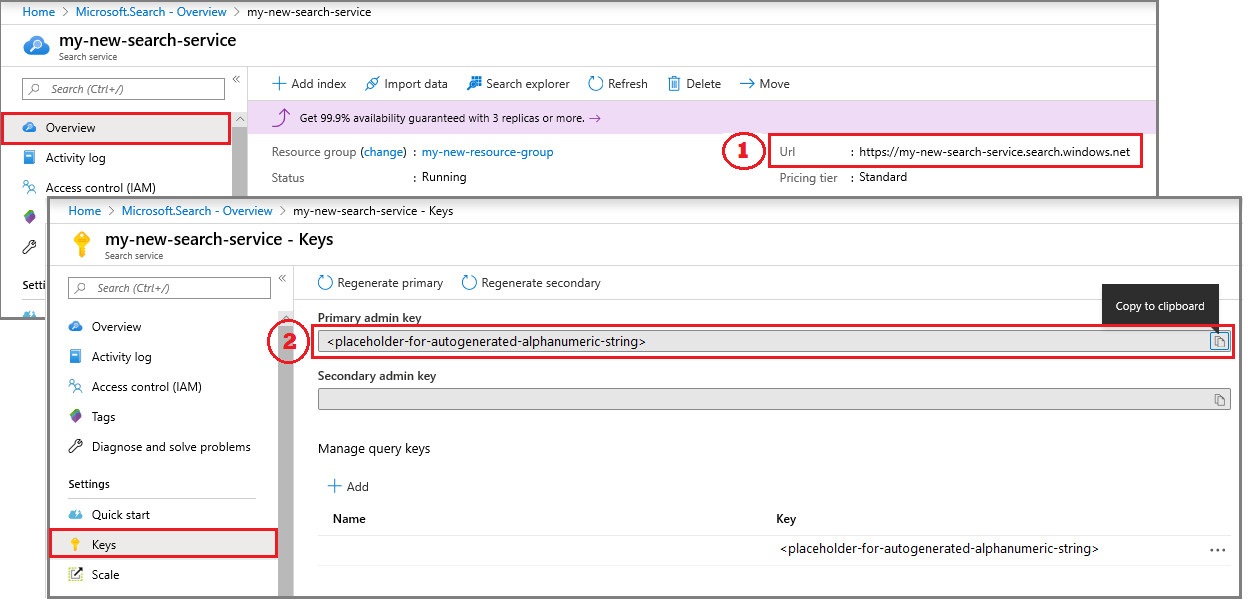 Home > Microsoft.Search - Overview > my-new-search-service
my-new-search-service
Search service
Search (Ctrl+/)
Overview
Activity log
Access control (IAM)
Setti
Add index Import data Search explorer Refresh Delete Move
Get 99.9% availability guaranteed with 3 replicas or more.
Resource group (change) : my-new-resource-group
Status : Running
1
Url : https://my-new-search-service.search.windows.net
Pricing tier : Standard
Home > Microsoft.Search - Overview > my-new-search-service - Keys
my-new-search-service - Keys
Search service
Search (Ctrl+/)
Overview
Activity log
Access control (IAM)
Tags
Diagnose and solve problems
Settings
Quick start
Keys
Scale
Regenerate primary Regenerate secondary
Copy to clipboard
Primary admin key
2
<placeholder-for-autogenerated-alphanumeric-string>
Secondary admin key
Manage query keys
Add
Name Key
<placeholder-for-autogenerated-alphanumeric-string>